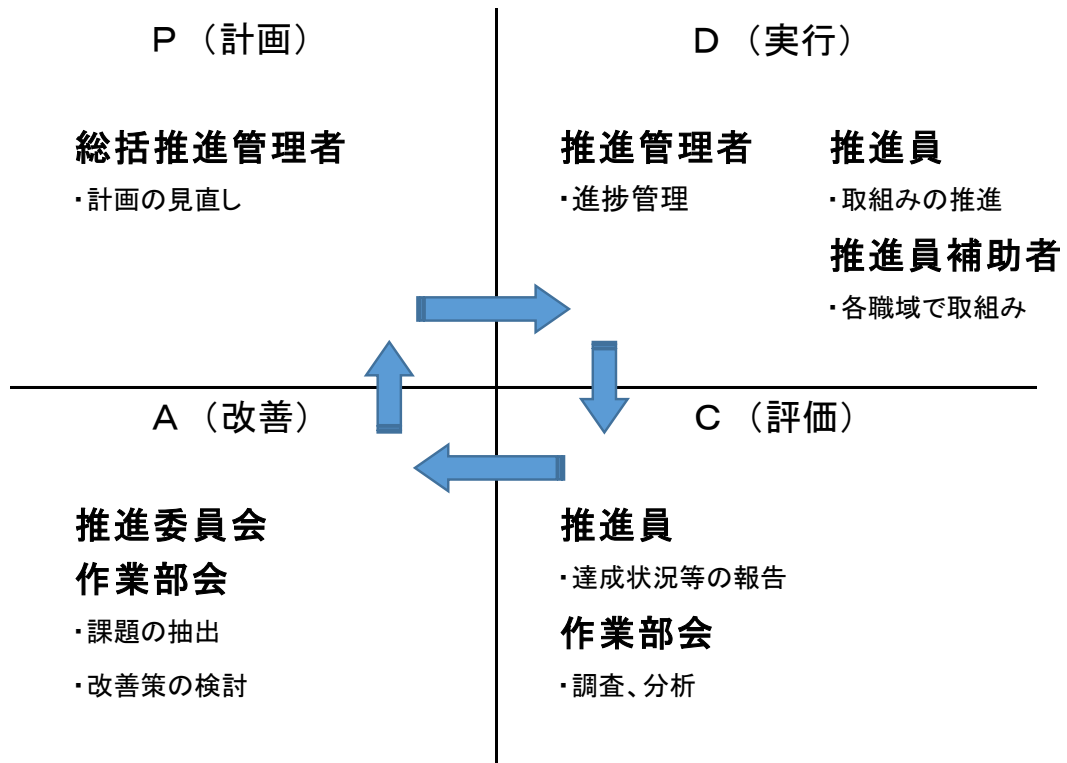 Ｐ（計画）
総括推進管理者
・計画の見直し
Ｄ（実行）
推進管理者
・進捗管理
推進員
・取組みの推進
推進員補助者
・各職域で取組み
Ａ（改善）
推進委員会
作業部会
・課題の抽出
・改善策の検討
Ｃ（評価）
推進員
・達成状況等の報告
作業部会
・調査、分析